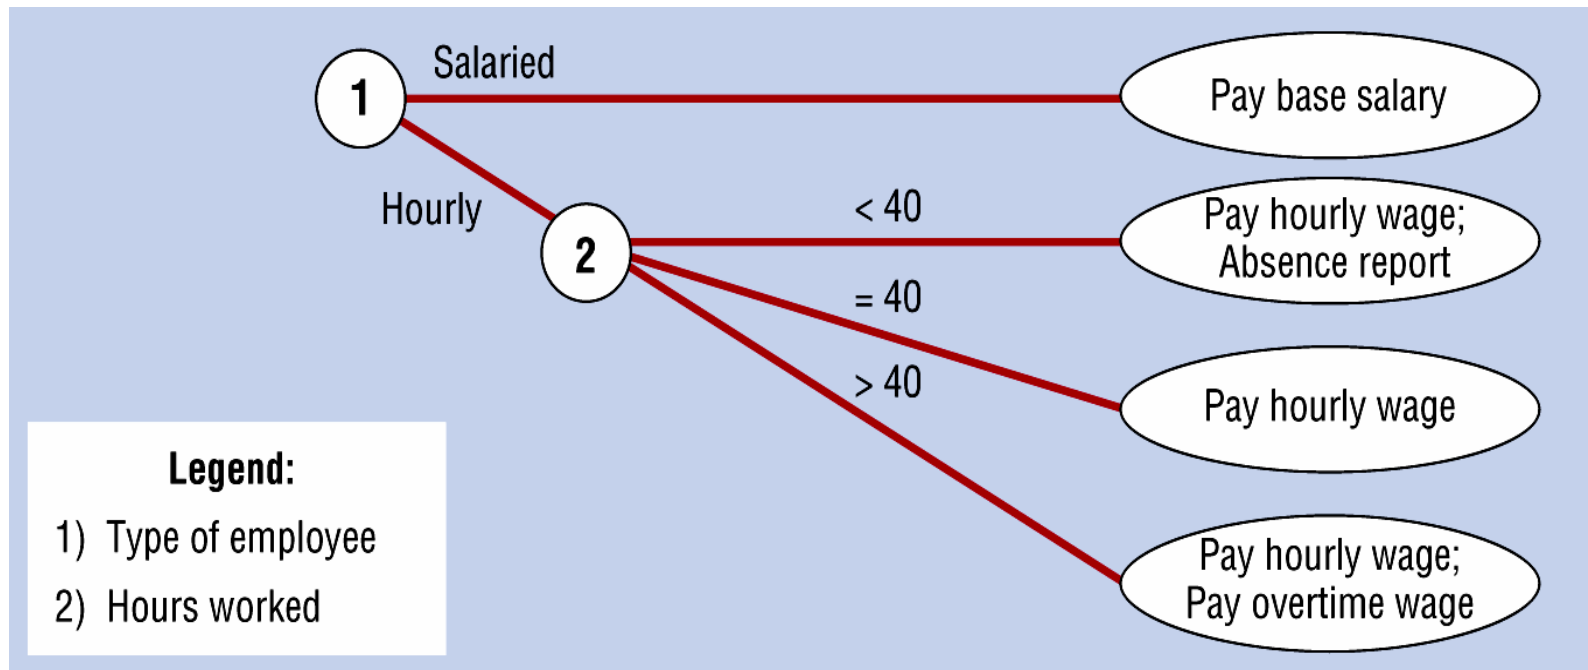 Salaried
1
Pay base salary
Hourly
2
< 40
Pay hourly wage;
Absence report
= 40
Pay hourly wage
> 40
Pay hourly wage;
Pay overtime wage
Legend:
1) Type of employee
2) Hours worked